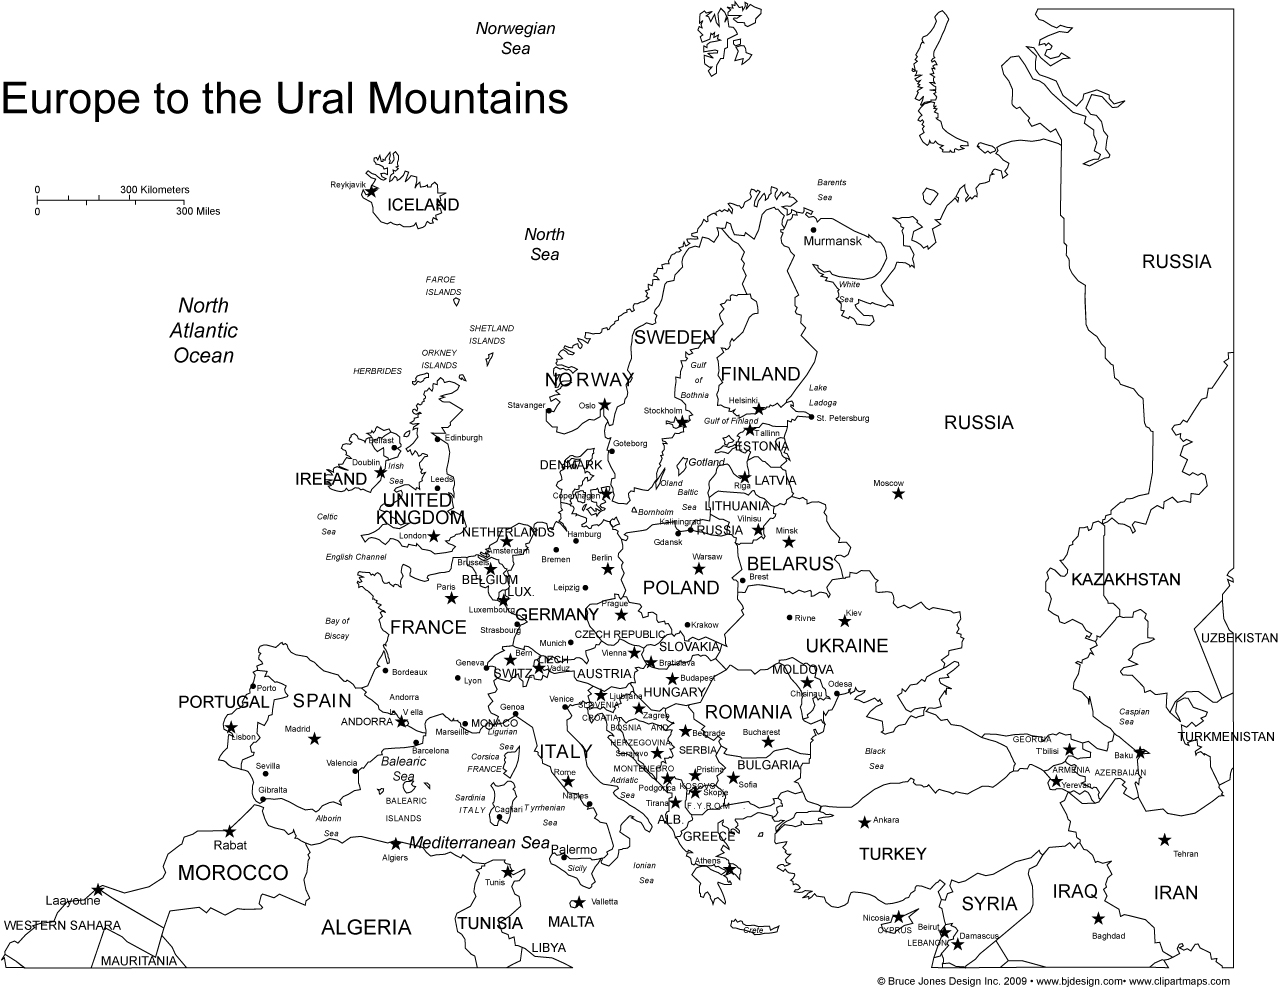 Norwegian
Sea
Europe to the Ural Mountains
0
300 Kilometers
0
300 Miles
Reykjavik
ICELAND
Barents
Sea
North
Sea
Murmansk
RUSSIA
FAROE
ISLANDS
White
Sea
North
Atlantic
Ocean
SHETLAND
ISLANDS
SWEDEN
ORKNEY
ISLANDS
HERBRIDES
NORWAY
Gulf
of
Bothnia
FINLAND
Lake
Ladoga
Stavanger
Oslo
Stockholm
Helsinki
St. Petersburg
Gulf of Finland
RUSSIA
Belfast
Edinburgh
Goteborg
Tallinn
ESTONIA
Doublin
Irish
Sea
DENMARK
Gotland
IRELAND
Leeds
Oland
Riga
LATVIA
Moscow
UNITED
KINGDOM
Copenhagen
Baltic
Sea
LITHUANIA
Celtic
Sea
London
NETHERLANDS
Hamburg
Bornholm
Kaliningrad
RUSSIA
Vilnisu
Minsk
Gdansk
English Channel
Amsterdam
Bremen
Berlin
Warsaw
BELARUS
Brussels
BELGIUM
Leipzig
POLAND
Brest
KAZAKHSTAN
Paris
LUX.
Luxembourg
GERMANY
Prague
Rivne
Kiev
Bay of
Biscay
FRANCE
Strasbourg
CZECH REPUBLIC
Krakow
UKRAINE
UZBEKISTAN
Munich
SLOVAKIA
Bern
LIECH
Vaduz
Vienna
Bratislava
Geneva
SWITZ.
AUSTRIA
Budapest
MOLDOVA
Bordeaux
Lyon
HUNGARY
Chisinau
Odesa
Porto
PORTUGAL
SPAIN
Andorra
la V ella
ANDORRA
Venice
Ljubljana
SLOVENIA
Genoa
Zagreb
CROATIA
ROMANIA
Caspian
Sea
Lisbon
Madrid
Marseille
MONACO
Ligurian
Sea
BOSNIA AND
HERZEGOVINA
Belgrade
Bucharest
GEORGIA
T'bilisi
TURKMENISTAN
Barcelona
ITALY
Sarajevo
SERBIA
Black
Sea
Baku
Sevilla
Valencia
Balearic
Sea
Corsica
FRANCE
Rome
MONTENEGRO
Pristina
BULGARIA
ARMENIA
AZERBAIJAN
Gibraltar
BALEARIC
ISLANDS
Sardinia
ITALY
Naples
Adriatic
Sea
Podgorica
KOSOVO
Skopje
Sofia
Yerevan
Cagliari
Tyrrhenian
Sea
Tirana
F.Y.R.O.M
Alborin
Sea
ALB.
Ankara
Rabat
Mediterranean Sea
Palermo
GREECE
TURKEY
Algiers
Sicily
Ionian
Sea
Athens
Tehran
MOROCCO
Tunis
IRAQ
IRAN
Laayoune
Valletta
SYRIA
WESTERN SAHARA
ALGERIA
TUNISIA
MALTA
Crete
Nicosia
CYPRUS
Beirut
LEBANON
Damascus
Baghdad
MAURITANIA
LIBYA
© Bruce Jones Design Inc. 2009 • www.bjdesign.com• www.clipartmaps.com